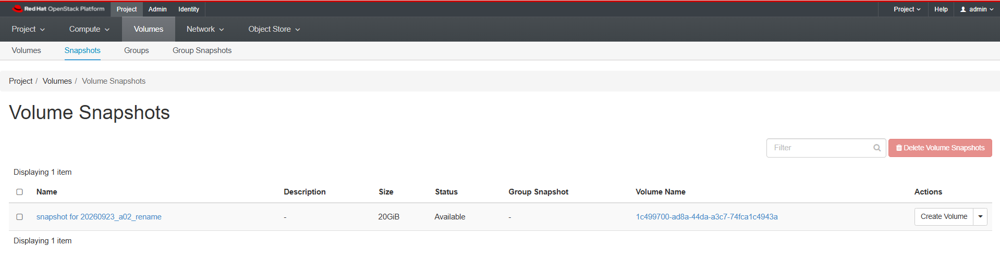 Red Hat OpenStack Platform Project Admin Identity Project Help admin
Project Compute Volumes Network Object Store
Volumes Snapshots Groups Group Snapshots
Project / Volumes / Volume Snapshots
Volume Snapshots
Filter Delete Volume Snapshots
Displaying 1 item
Name Description Size Status Group Snapshot Volume Name Actions
snapshot for 20260923_a02_rename - 20GiB Available - 1c499700-ad8a-44da-a3c7-74fca1c4943a Create Volume
Displaying 1 item